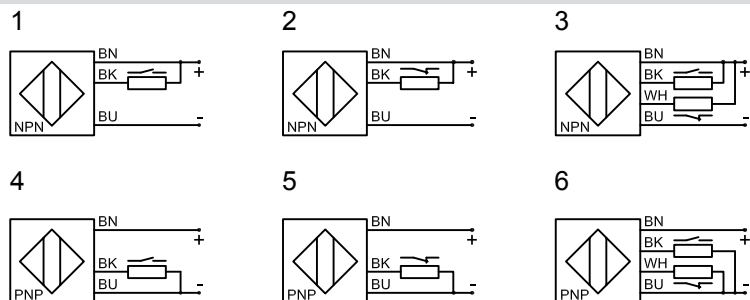 1 2 3
BN BN BN
+ + +
BK BK BK
WH
BU BU BU
- - -
NPN NPN NPN
4 5 6
BN BN BN
+ + +
BK
BK BK WH
BU - BU - BU -
PNP PNP PNP